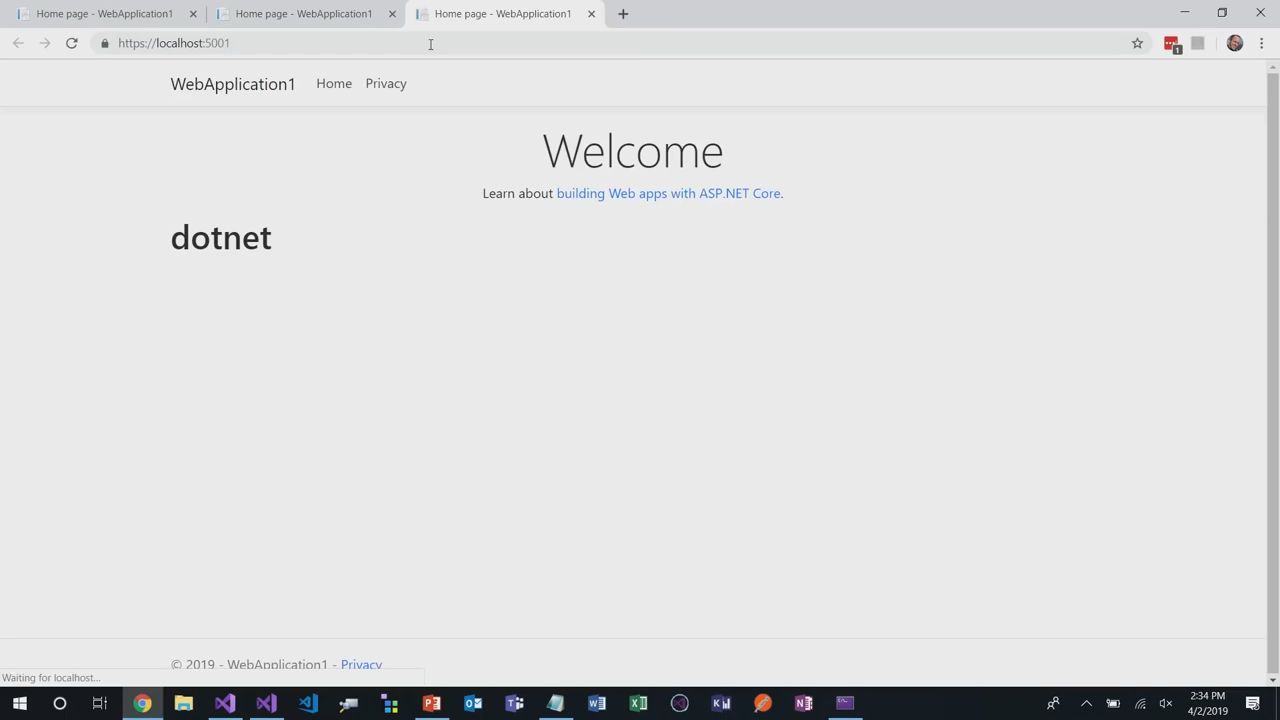 Home page - WebApplication1
Home page - WebApplication1
Home page - WebApplication1
https://localhost:5001
1
WebApplication1 Home Privacy
Welcome
Learn about building Web apps with ASP.NET Core.
dotnet
© 2019 - WebApplication1 - Privacy
Waiting for localhost...
2:34 PM
4/2/2019